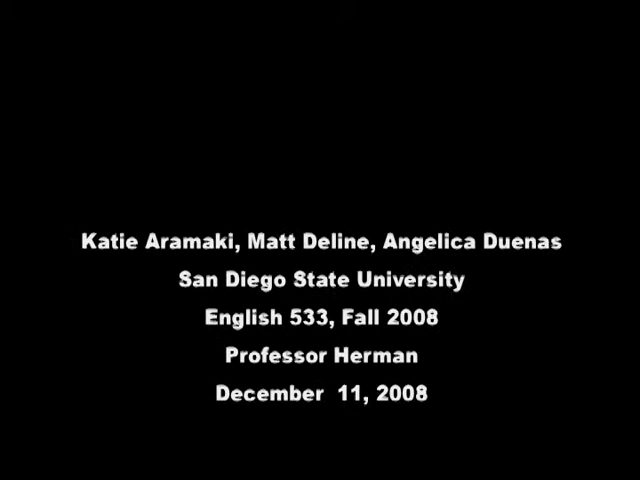 Katie Aramaki, Matt Deline, Angelica Duenas
San Diego State University
English 533, Fall 2008
Professor Herman
December  11, 2008